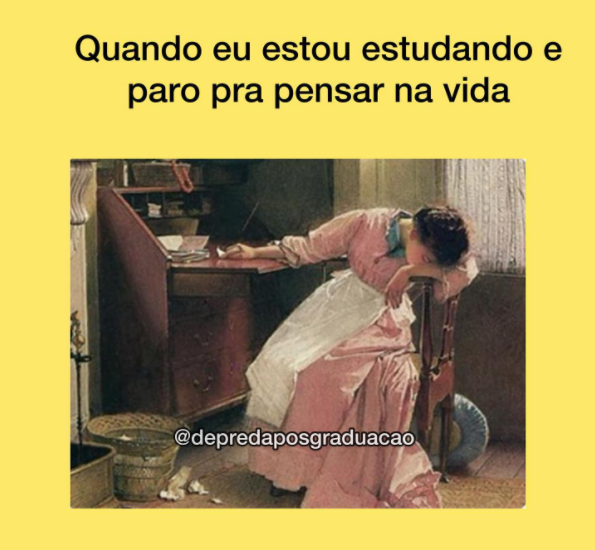 Quando eu estou estudando e
paro pra pensar na vida
@depredaposgraduacao